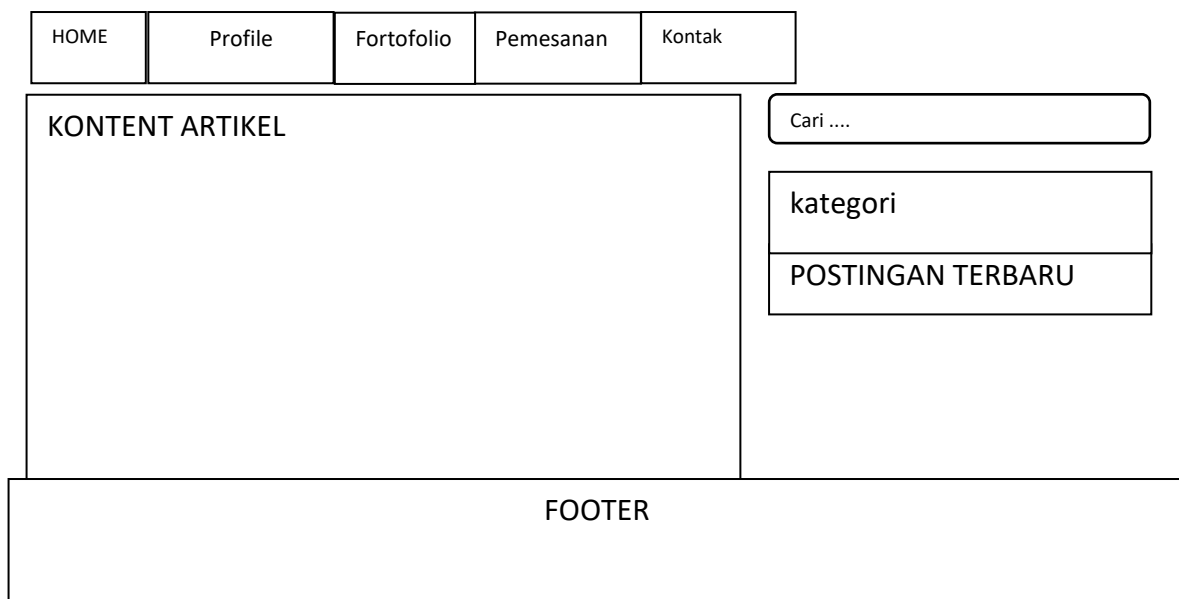 HOME Profile Fortofolio Pemesanan Kontak
KONTENT ARTIKEL
Cari ....
kategori
POSTINGAN TERBARU
FOOTER